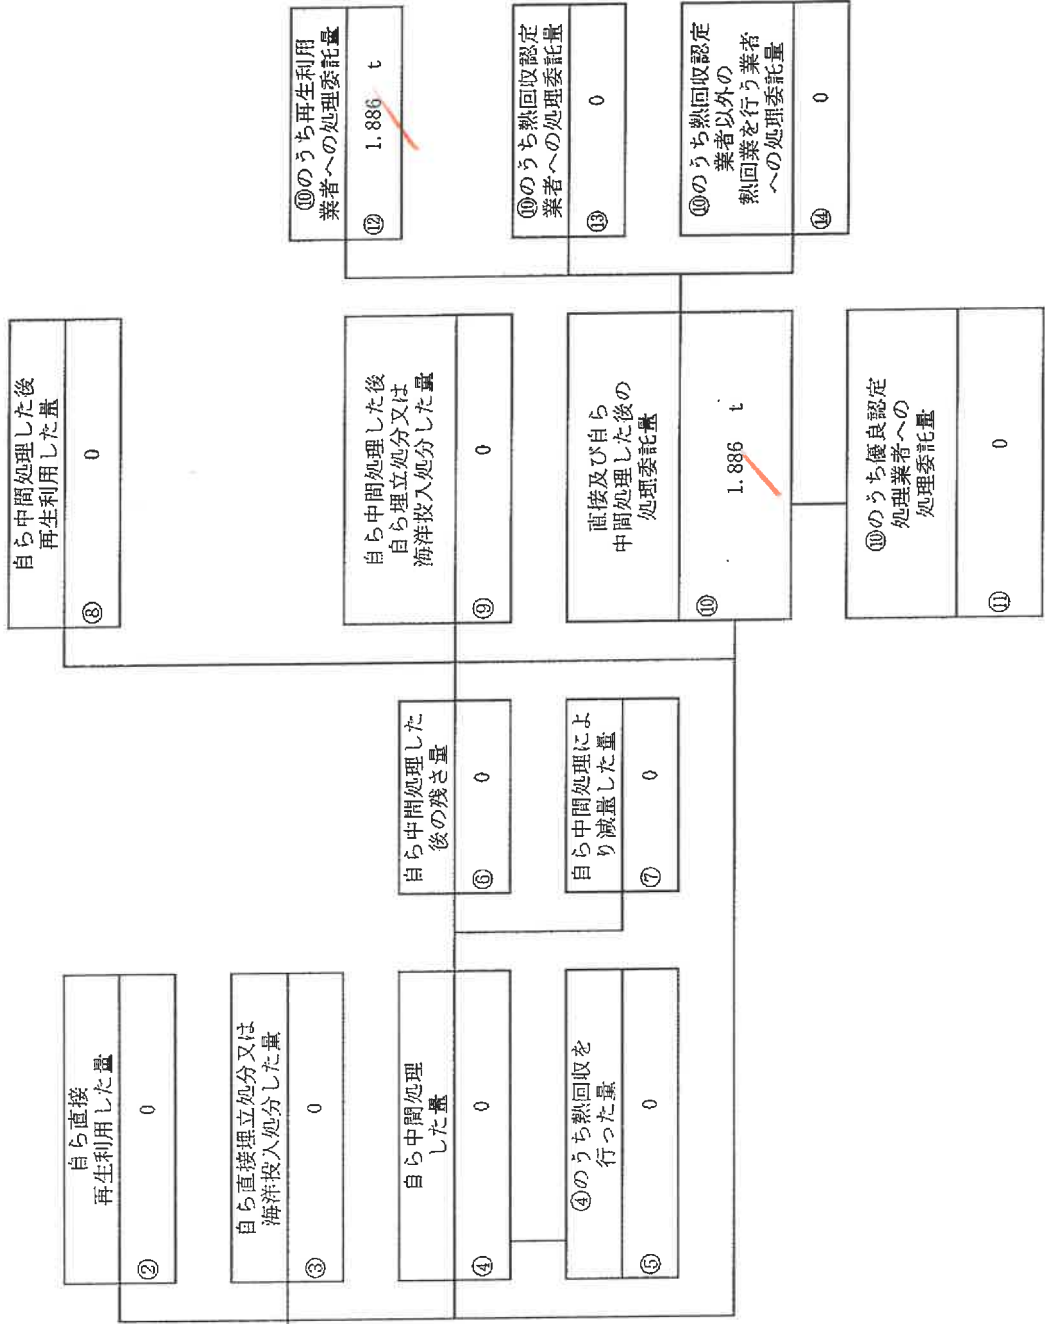 自ら直接
再生利用した量
② 0
自ら直接埋立処分又は
海洋投入処分した量
③ 0
自ら中間処理
した量
④ 0
④のうち熱回収を
行った量
⑤ 0
自ら中間処理した
後の残さ量
⑥ 0
自ら中間処理によ
り減量した量
⑦ 0
自ら中間処理した後
再生利用した量
⑧ 0
自ら中間処理した後
自ら埋立処分又は
海洋投入処分した量
⑨ 0
直接及び自ら
中間処理した後の
処理委託量
⑩ 1.886 t
⑩のうち優良認定
処理業者への
処理委託量
⑪ 0
⑩のうち再生利用
業者への処理委託量
⑫ 1.886 t
⑩のうち熱回収認定
業者への処理委託量
⑬ 0
⑩のうち熱回収認定
業者以外の
熱回業を行う業者
への処理委託量
⑭ 0